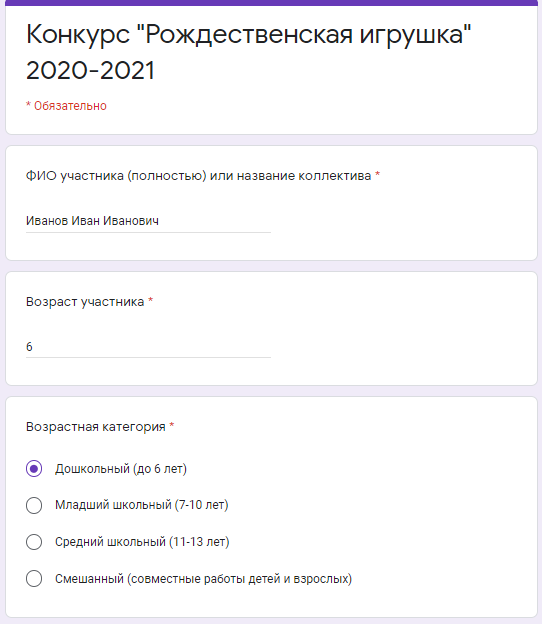 Конкурс "Рождественская игрушка"
2020-2021
* Обязательно
ФИО участника (полностью) или название коллектива *
Иванов Иван Иванович
Возраст участника *
6
Возрастная категория *
Дошкольный (до 6 лет)
Младший школьный (7-10 лет)
Средний школьный (11-13 лет)
Смешанный (совместные работы детей и взрослых)